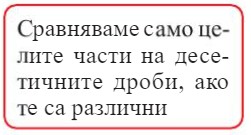 Сравняваме само це-
лите части на десе-
тичните дроби, ако
те са различни